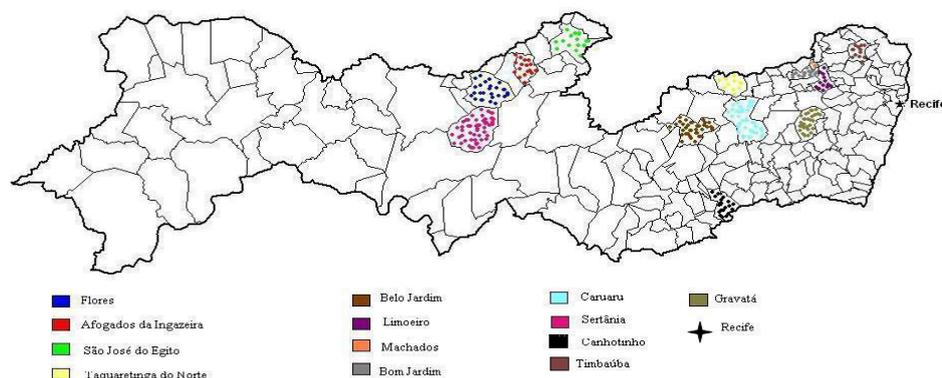 Recife
Flores
Afogados da Ingazeira
São José do Egito
Taquaretinga do Norte
Belo Jardim
Limoeiro
Machados
Bom Jardim
Caruaru
Sertânia
Canhotinho
Timbaúba
Gravatá
Recife